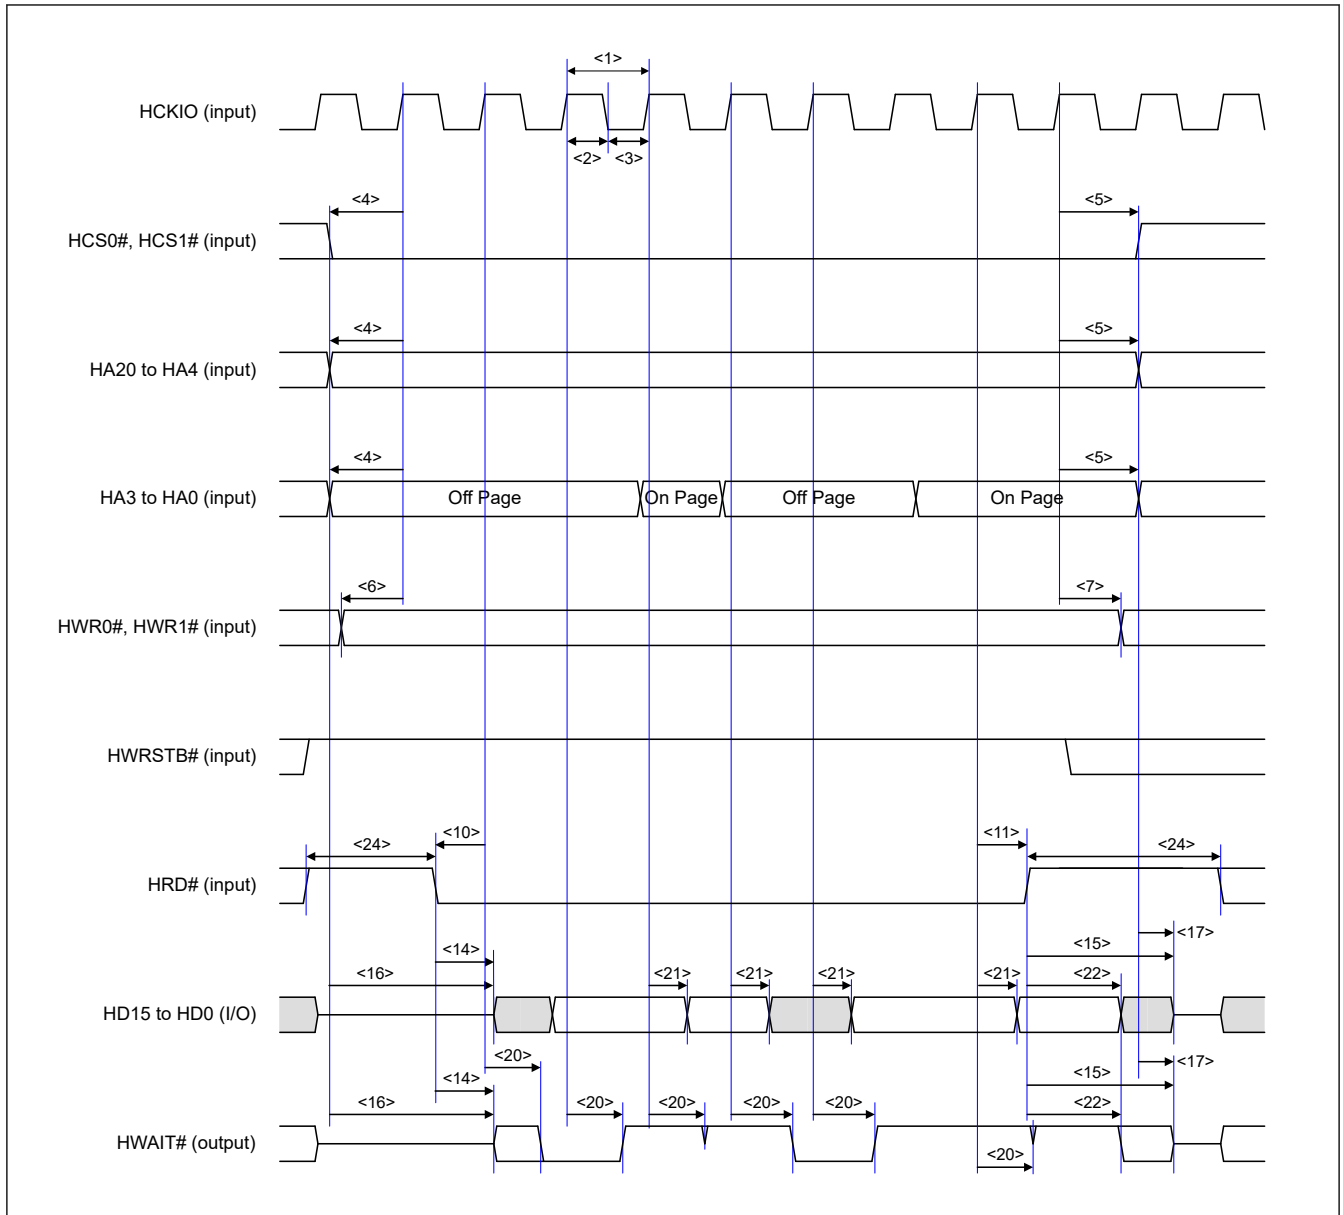 <1>
HCKIO (input)
<2> <3>
<4> <5>
HCS0#, HCS1# (input)
<4> <5>
HA20 to HA4 (input)
<4> <5>
HA3 to HA0 (input) Off Page On Page Off Page On Page
<6> <7>
HWR0#, HWR1# (input)
HWRSTB# (input)
<10> <11>
<24> <24>
HRD# (input)
<17>
<14> <15>
<16> <21> <21> <21> <21> <22>
HD15 to HD0 (I/O)
<20> <17>
<14> <15>
<16> <20> <20> <20> <20> <22>
HWAIT# (output)
<20>